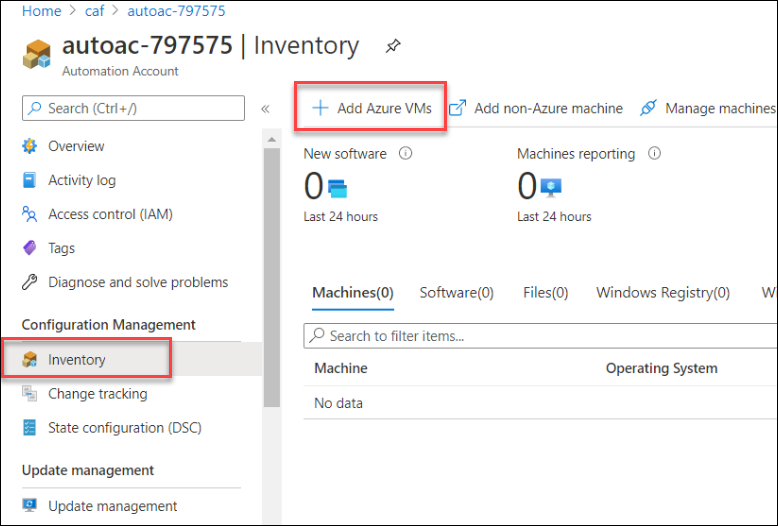 Home > caf > autoac-797575
autoac-797575 | Inventory
Automation Account
Search (Ctrl+/)
«
Add Azure VMs
Add non-Azure machine
Manage machines
Overview
Activity log
Access control (IAM)
Tags
Diagnose and solve problems
Configuration Management
Inventory
Change tracking
State configuration (DSC)
Update management
Update management
New software
0
Last 24 hours
Machines reporting
0
Last 24 hours
Machines(0) Software(0) Files(0) Windows Registry(0) Wi
Search to filter items...
Machine Operating System
No data